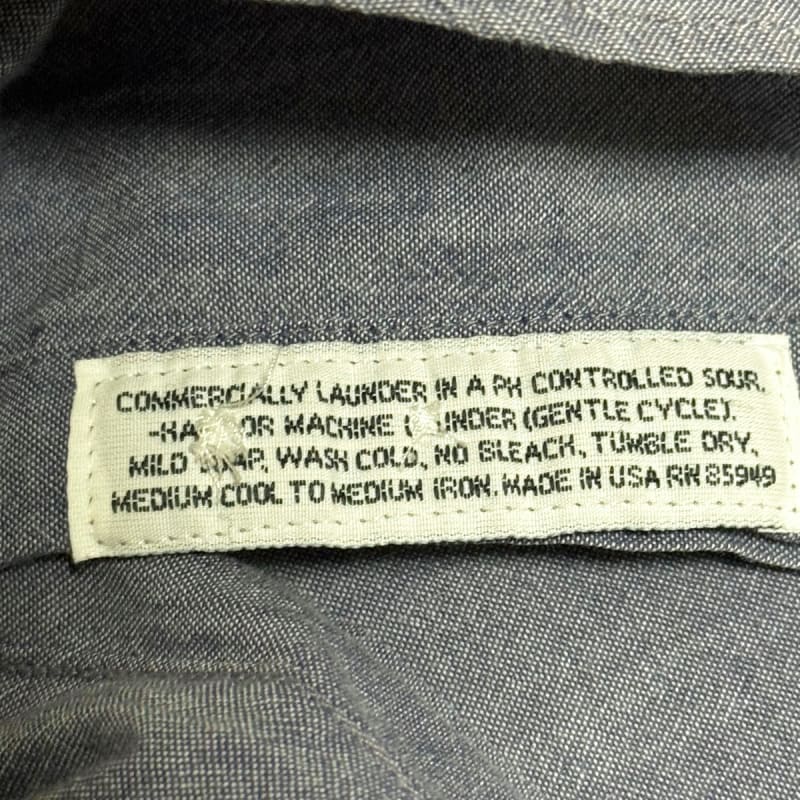 COMMERCIALLY LAUNDER IN A PH CONTROLLED SOUR.
-HA OR MACHINE UNDER (GENTLE CYCLE).
MILD WASH COLD, NO BLEACH, TUMBLE DRY,
MEDIUM COOL TO MEDIUM IRON. MADE IN USA RN 85949